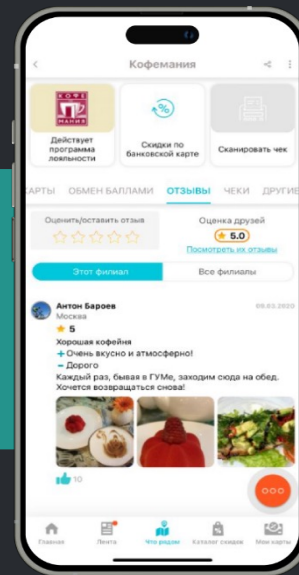 Кофемания
КОФЕ
МАНИЯ
Действует программа лояльности
Скидки по банковской карте
Сканировать чек
КАРТЫ ОБМЕН БАЛЛАМИ ОТЗЫВЫ ЧЕКИ ДРУГИЕ
Оценить/оставить отзыв
Оценка друзей
5.0
Посмотреть их отзывы
Этот филиал
Все филиалы
Антон Бароев
09.03.2020
Москва
5
Хорошая кофейня
+ Очень вкусно и атмосферно!
– Дорого
Каждый раз, бывая в ГУМе, заходим сюда на обед.
Хочется возвращаться снова!
10
Главная
Лента
Что рядом
Каталог скидок
Мои карты